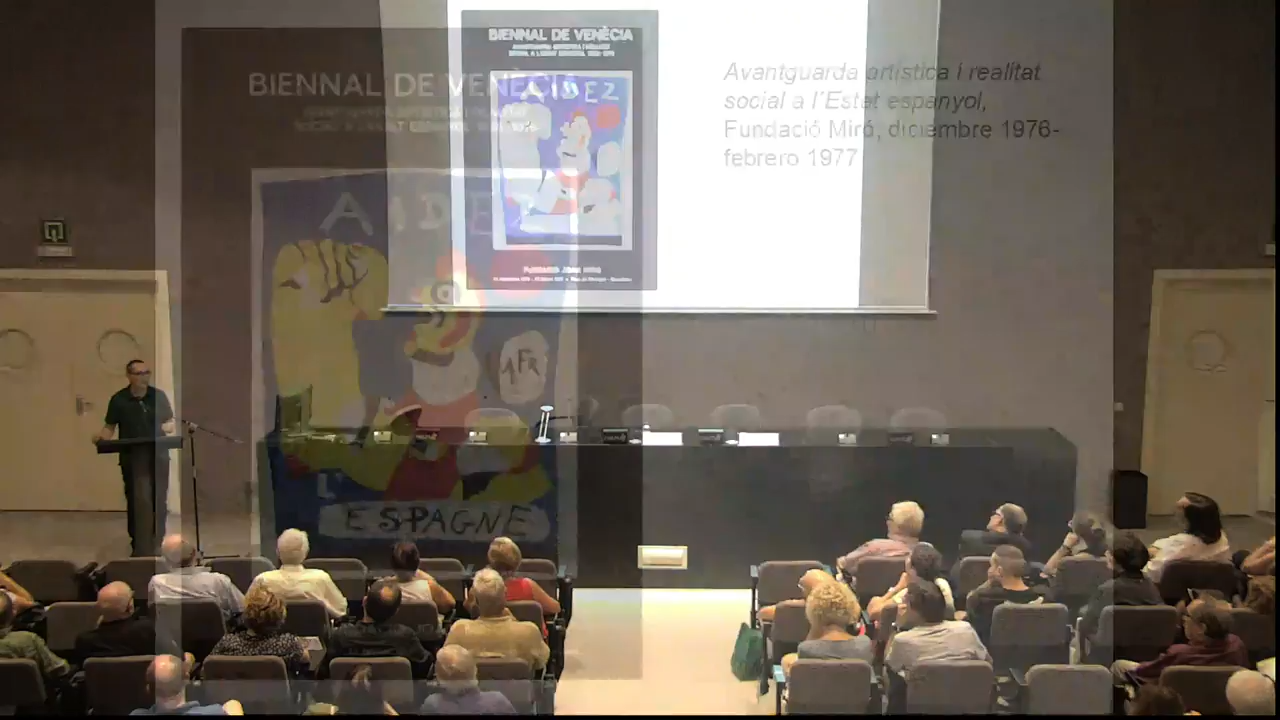 BIENNAL DE VENÈCIA
AIDEZ
BIENNAL DE VENÈCIA
AIDE
1FR
L'
ESPAGNE
Avantguarda artística i realitat
social a l'Estat espanyol,
Fundació Miró, diciembre 1976-
febrero 1977